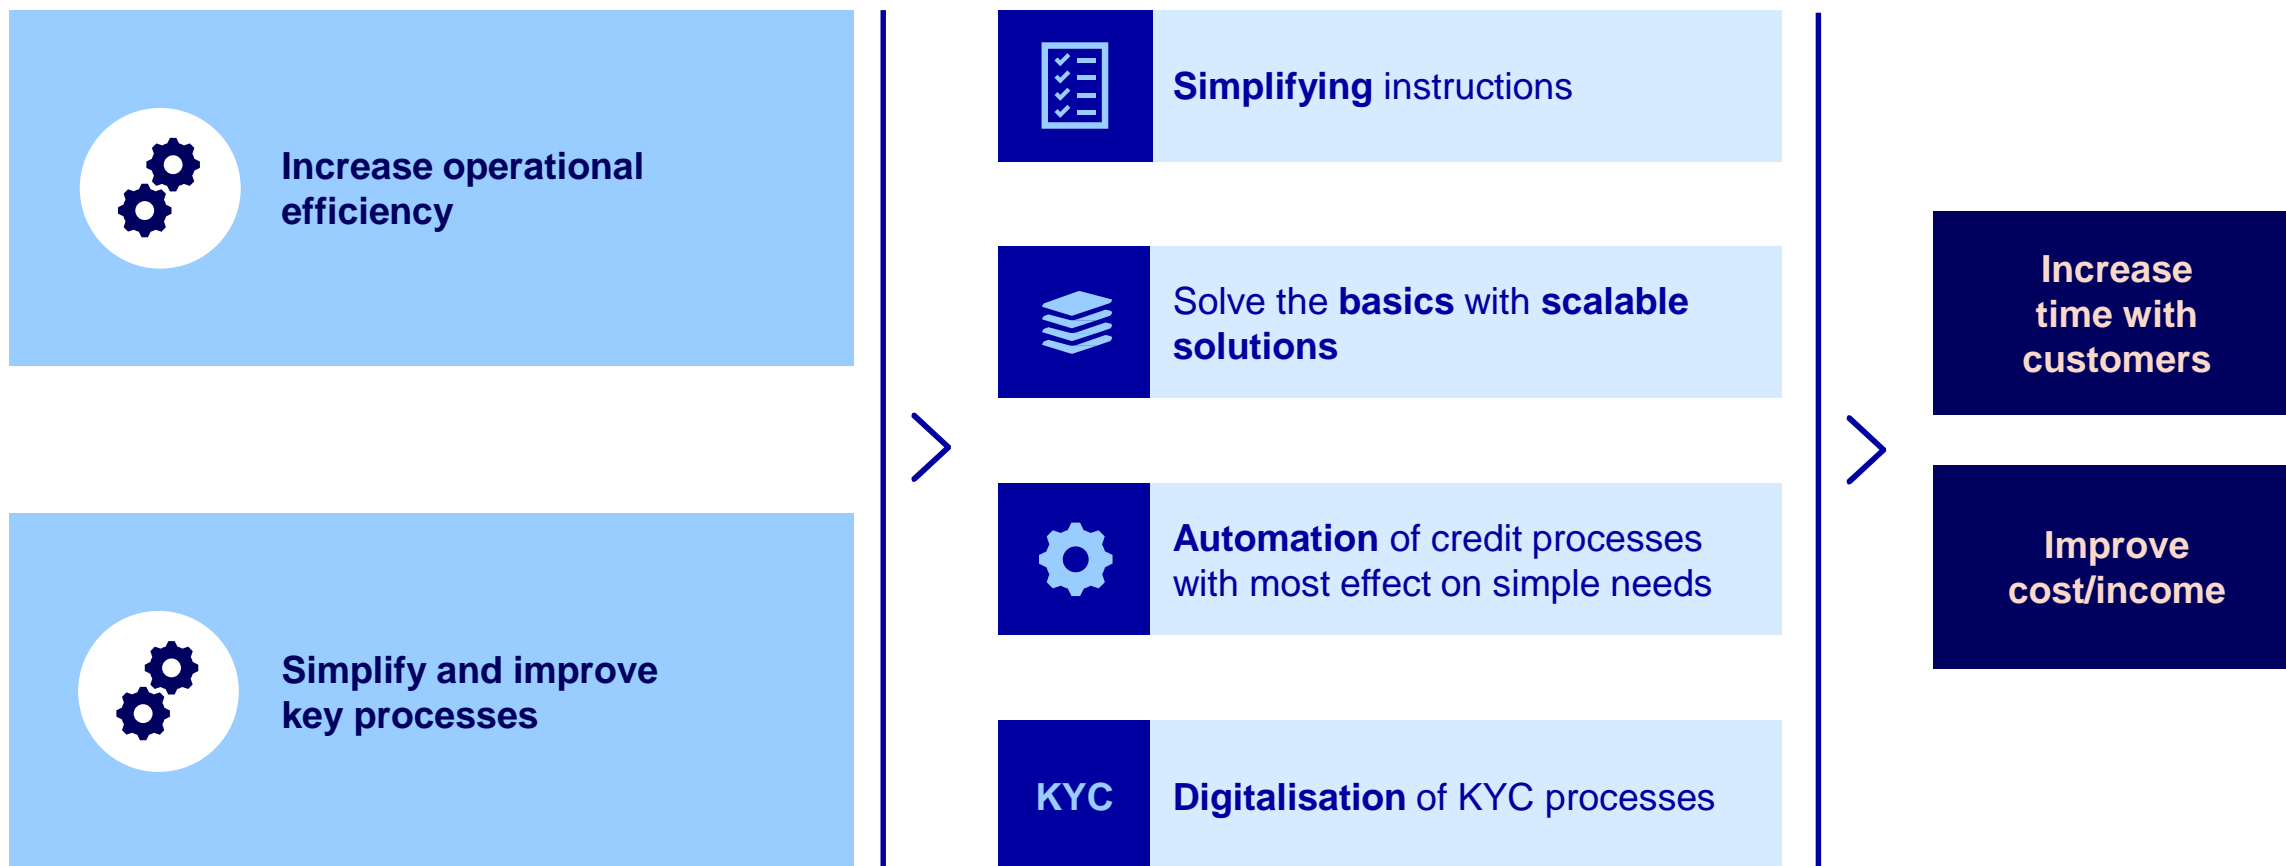 Increase operational
efficiency
Simplify and improve
key processes
Simplifying instructions
Solve the basics with scalable
solutions
Automation of credit processes
with most effect on simple needs
KYC
Digitalisation of KYC processes
Increase
time with
customers
Improve
cost/income